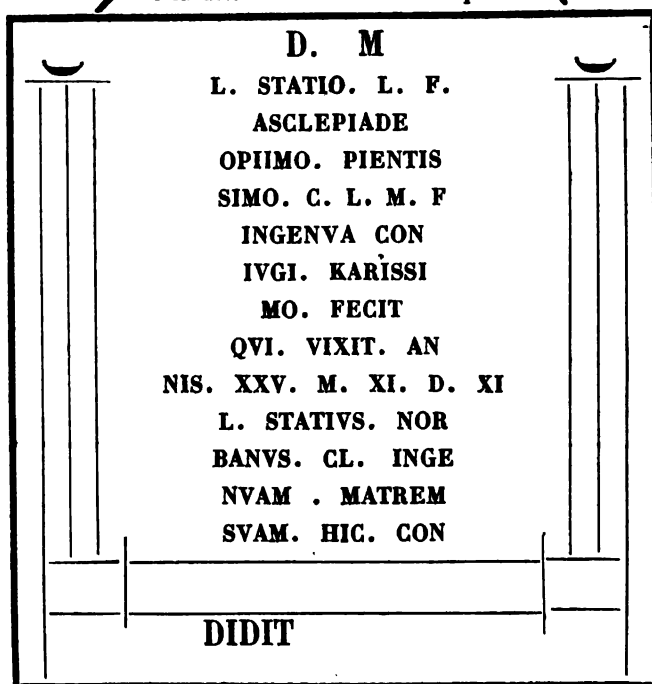 D. M
L. STATIO. L. F.
ASCLEPIADE
OPIIMO. PIENTIS
SIMO. C. L. M. F
INGENVA CON
IVGI. KARISSI
MO. FECIT
QVI. VIXIT. AN
NIS. XXV. M. XI. D. XI
L. STATIVS. NOR
BANVS. CL. INGE
NVAM . MATREM
SVAM. HIC. CON
DIDIT